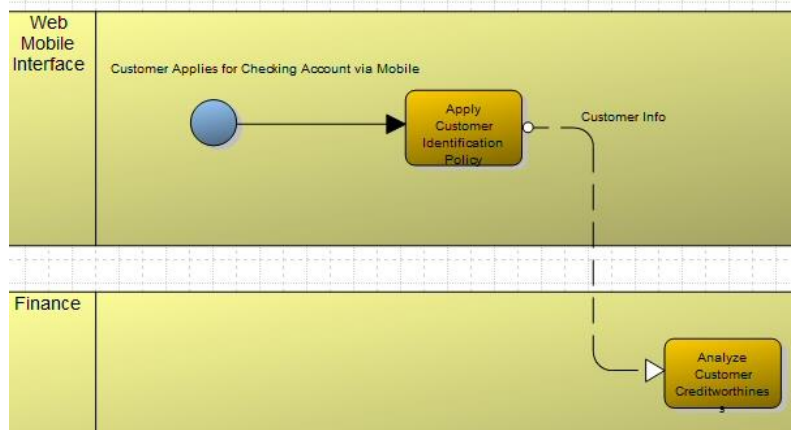 Web
Mobile
Interface
Customer Applies for Checking Account via Mobile
Apply
Customer
Identification
Policy
Customer Info
Finance
Analyze
Customer
Creditworthines
s